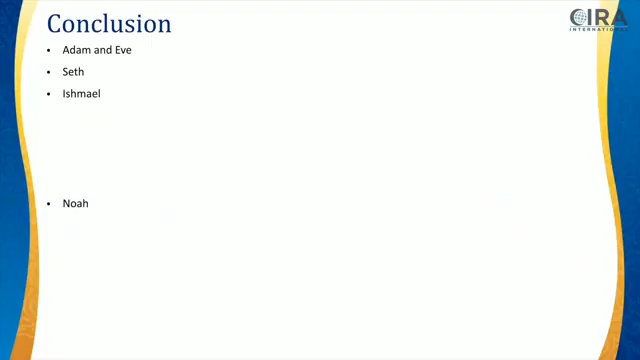 Conclusion
CIRA
INTERNATIONAL
• Adam and Eve
• Seth
• Ishmael
• Noah